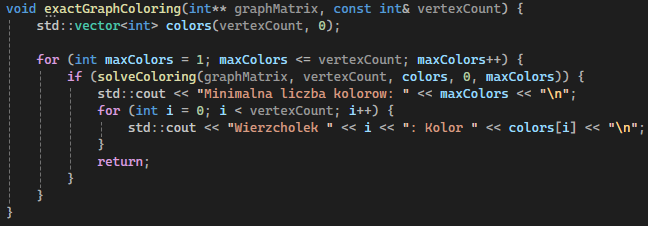 void exactGraphColoring(int** graphMatrix, const int& vertexCount) {
    std::vector<int> colors(vertexCount, 0);

    for (int maxColors = 1; maxColors <= vertexCount; maxColors++) {
        if (solveColoring(graphMatrix, vertexCount, colors, 0, maxColors)) {
            std::cout << "Minimalna liczba kolorow: " << maxColors << "\n";
            for (int i = 0; i < vertexCount; i++) {
                std::cout << "Wierzcholek " << i << ": Kolor " << colors[i] << "\n";
            }
            return;
        }
    }
}